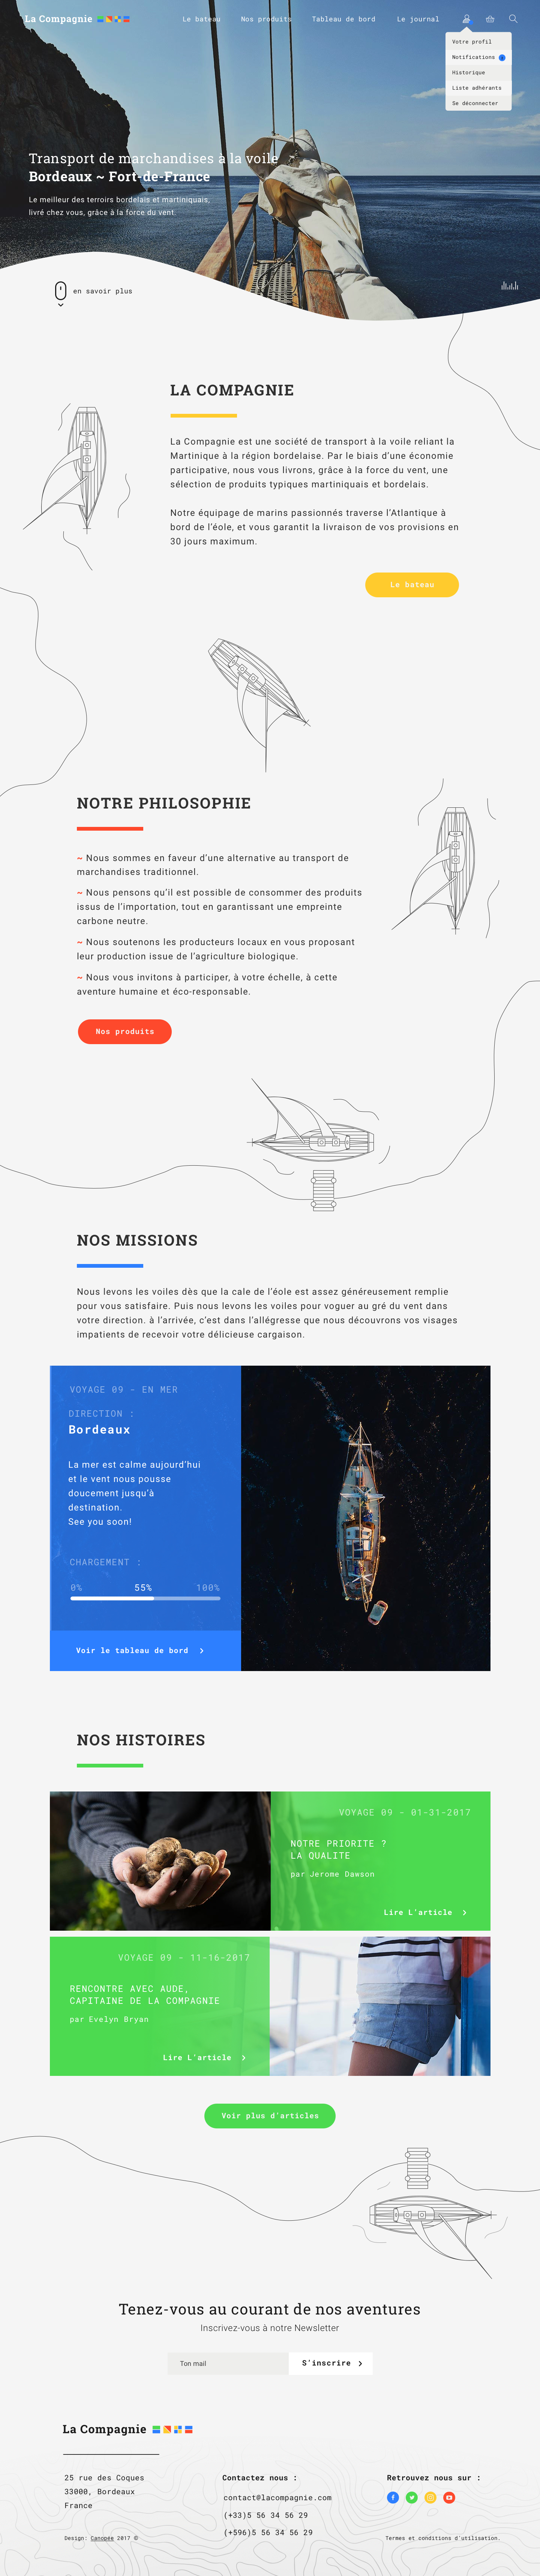 La Compagnie
Le bateau
Nos produits
Tableau de bord
Le journal
Votre profil
Notifications
Historique
Liste adhérants
Se déconnecter
Transport de marchandises à la voile
Bordeaux ~ Fort-de-France
Le meilleur des terroirs bordelais et martiniquais,
livré chez vous, grâce à la force du vent.
en savoir plus
LA COMPAGNIE
La Compagnie est une société de transport à la voile reliant la
Martinique à la région bordelaise. Par le biais d'une économie
participative, nous vous livrons, grâce à la force du vent, une
sélection de produits typiques martiniquais et bordelais.
Notre équipage de marins passionnés traverse l'Atlantique à
bord de l'éole, et vous garantit la livraison de vos provisions en
30 jours maximum.
Le bateau
NOTRE PHILOSOPHIE
~ Nous sommes en faveur d'une alternative au transport de
marchandises traditionnel.
~ Nous pensons qu'il est possible de consommer des produits
issus de l'importation, tout en garantissant une empreinte
carbone neutre.
~ Nous soutenons les producteurs locaux en vous proposant
leur production issue de l'agriculture biologique.
~ Nous vous invitons à participer, à votre échelle, à cette
aventure humaine et éco-responsable.
Nos produits
NOS MISSIONS
Nous levons les voiles dès que la cale de l'éole est assez généreusement remplie
pour vous satisfaire. Puis nous levons les voiles pour voguer au gré du vent dans
votre direction. à l'arrivée, c'est dans l'allégresse que nous découvrons vos visages
impatients de recevoir votre délicieuse cargaison.
VOYAGE 09 - EN MER
DIRECTION :
Bordeaux
La mer est calme aujourd'hui
et le vent nous pousse
doucement jusqu'à
destination.
See you soon!
CHARGEMENT :
0% 55% 100%
Voir le tableau de bord
NOS HISTOIRES
VOYAGE 09 - 01-31-2017
NOTRE PRIORITE ?
LA QUALITE
par Jerome Dawson
Lire L'article
VOYAGE 09 - 11-16-2017
RENCONTRE AVEC AUDE,
CAPITAINE DE LA COMPAGNIE
par Evelyn Bryan
Lire L'article
Voir plus d'articles
Tenez-vous au courant de nos aventures
Inscrivez-vous à notre Newsletter
Ton mail
S'inscrire
La Compagnie
25 rue des Coques
33000, Bordeaux
France
Contactez nous :
contact@lacompagnie.com
(+33)5 56 34 56 29
(+596)5 56 34 56 29
Retrouvez nous sur :
Design: Canopée 2017 ©
Termes et conditions d'utilisation.